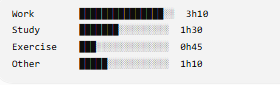 Work 3h10
Study 1h30
Exercise 0h45
Other 1h10